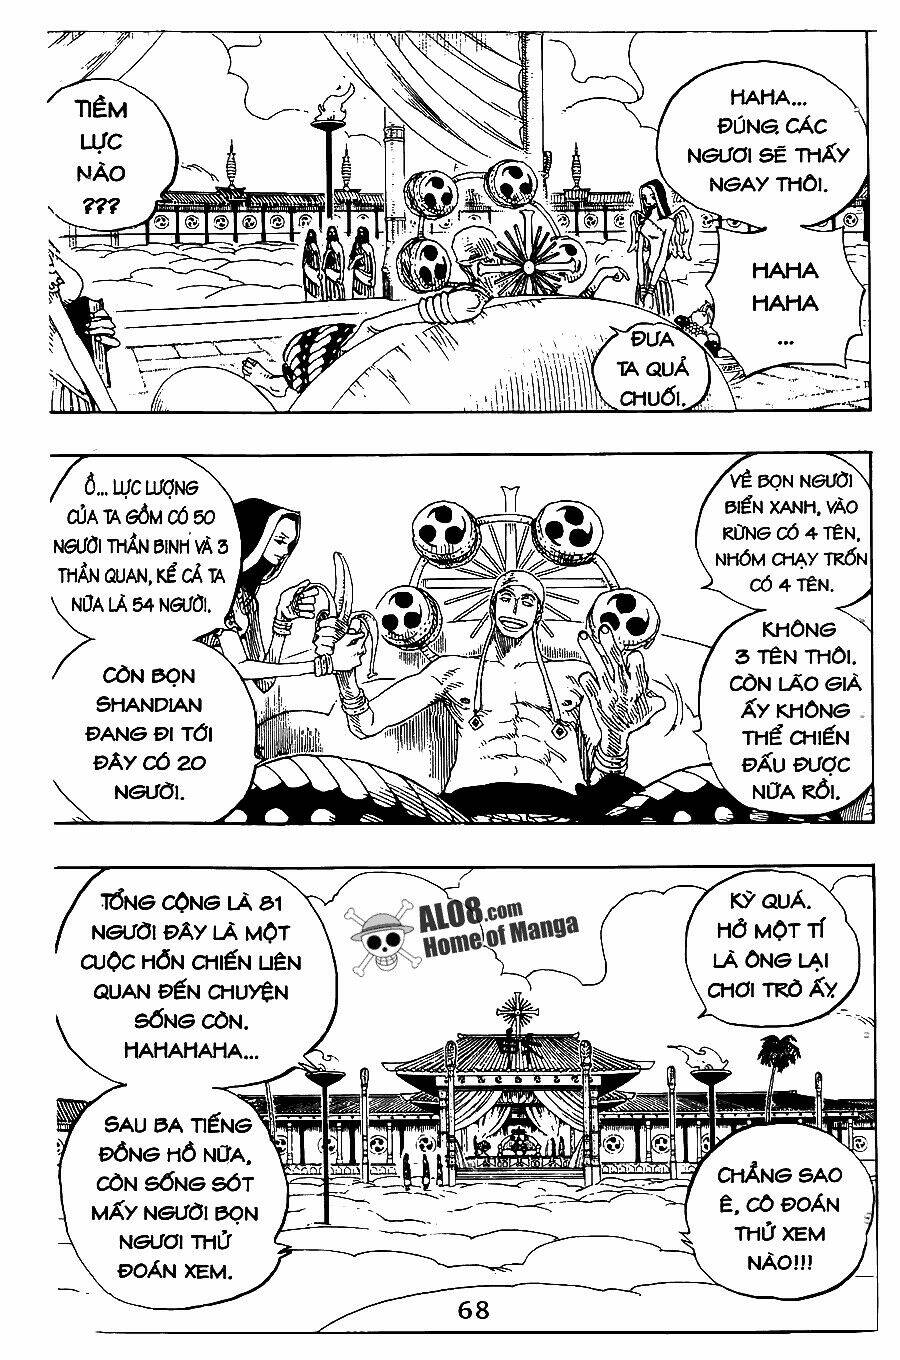 HAHA...
ĐÚNG, CÁC
NGƯƠI SẼ THẤY
NGAY THÔI.
HAHA
HAHA
...
ĐƯA
TA QUẢ
CHUỐI.
TIỀM
LỰC
NÀO
???
VỀ BỌN NGƯỜI
BIỂN XANH, VÀO
RỪNG CÓ 4 TÊN,
NHÓM CHẠY TRỐN
CÓ 4 TÊN.
KHÔNG
3 TÊN THÔI.
CÒN LÃO GIÀ
ẤY KHÔNG
THỂ CHIẾN
ĐẤU ĐƯỢC
NỮA RỒI.
Ồ... LỰC LƯỢNG
CỦA TA GỒM CÓ 50
NGƯỜI THẦN BINH VÀ 3
THẦN QUAN, KỂ CẢ TA
NỮA LÀ 54 NGƯỜI.
CÒN BỌN
SHANDIAN
ĐANG ĐI TỚI
ĐÂY CÓ 20
NGƯỜI.
KỲ QUÁ.
HỞ MỘT TÍ
LÀ ÔNG LẠI
CHƠI TRÒ ẤY.
CHẲNG SAO
Ê, CÔ ĐOÁN
THỬ XEM
NÀO!!!
TỔNG CỘNG LÀ 81
NGƯỜI ĐÂY LÀ MỘT
CUỘC HỖN CHIẾN LIÊN
QUAN ĐẾN CHUYỆN
SỐNG CÒN.
HAHAHAHA...
SAU BA TIẾNG
ĐỒNG HỒ NỮA,
CÒN SỐNG SÓT
MẤY NGƯỜI BỌN
NGƯƠI THỬ
ĐOÁN XEM.
ALO8.com
Home of Manga
68